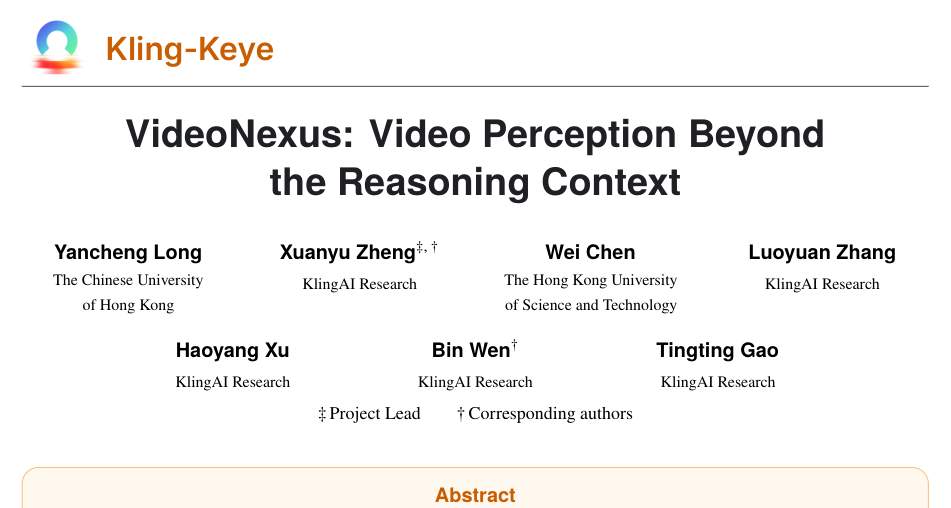 Kling-Keye
VideoNexus: Video Perception Beyond
the Reasoning Context
Yancheng Long
The Chinese University
of Hong Kong
Xuanyu Zheng‡, †
KlingAI Research
Wei Chen
The Hong Kong University
of Science and Technology
Luoyuan Zhang
KlingAI Research
Haoyang Xu
KlingAI Research
Bin Wen†
KlingAI Research
Tingting Gao
KlingAI Research
‡ Project Lead † Corresponding authors
Abstract